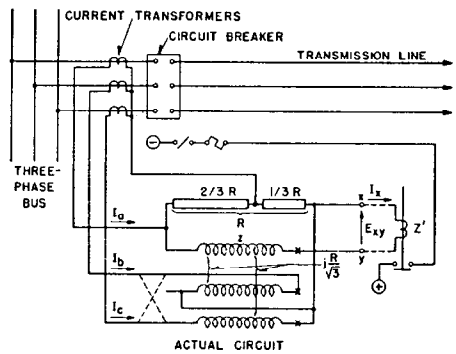 CURRENT TRANSFORMERS
CIRCUIT BREAKER
TRANSMISSION LINE
THREE-
PHASE
BUS
2/3 R
1/3 R
R
x
I_x
I_a
z
E_xy
Z'
y
I_b
j R/√3
I_c
ACTUAL CIRCUIT